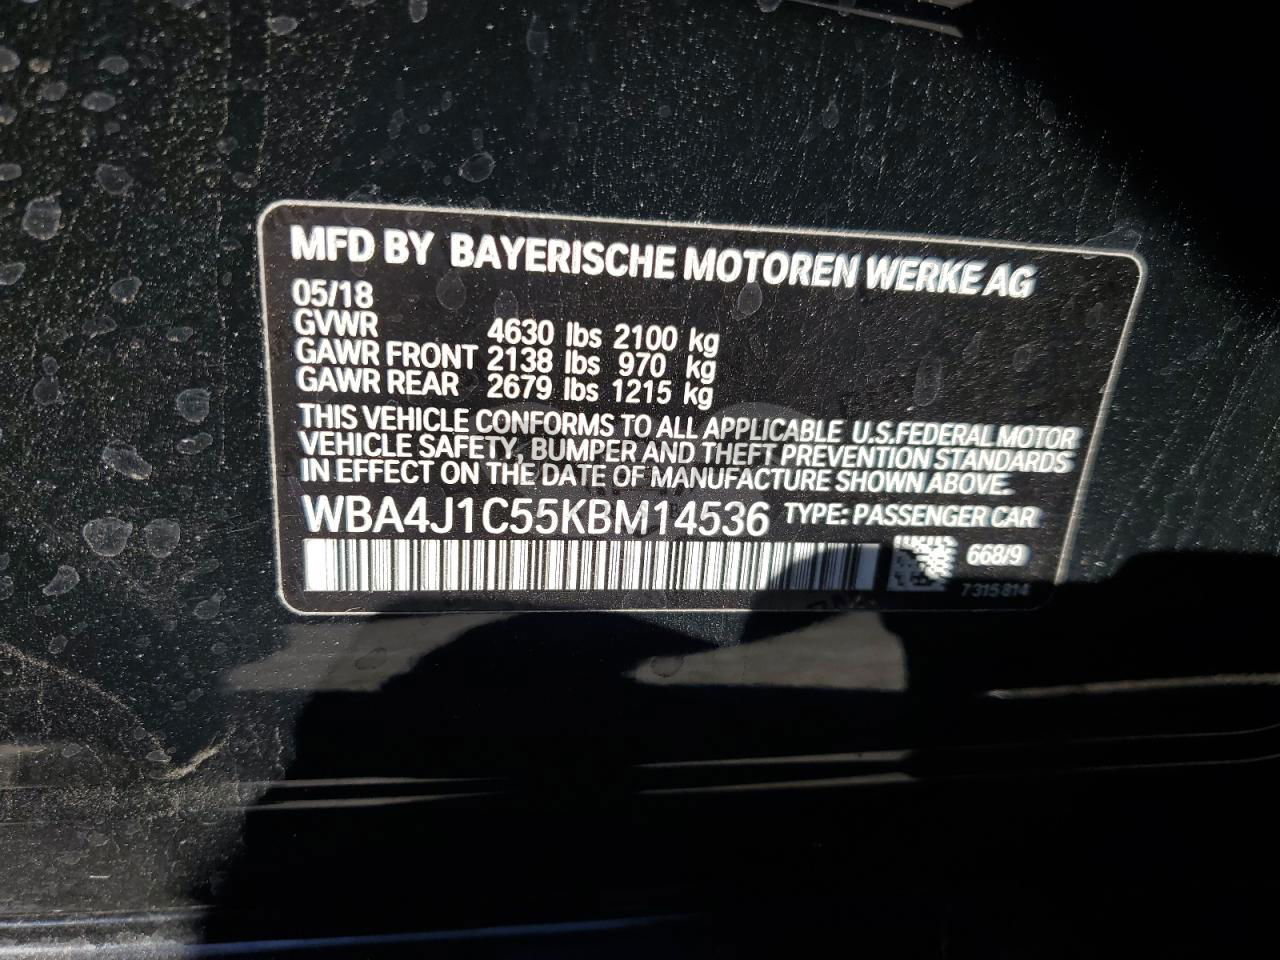 MFD BY BAYERISCHE MOTOREN WERKE AG
05/18
GVWR 4630 lbs 2100 kg
GAWR FRONT 2138 lbs 970 kg
GAWR REAR 2679 lbs 1215 kg
THIS VEHICLE CONFORMS TO ALL APPLICABLE U.S.FEDERAL MOTOR
VEHICLE SAFETY, BUMPER AND THEFT PREVENTION STANDARDS
IN EFFECT ON THE DATE OF MANUFACTURE SHOWN ABOVE.
WBA4J1C55KBM14536 TYPE: PASSENGER CAR
668/9
7315814